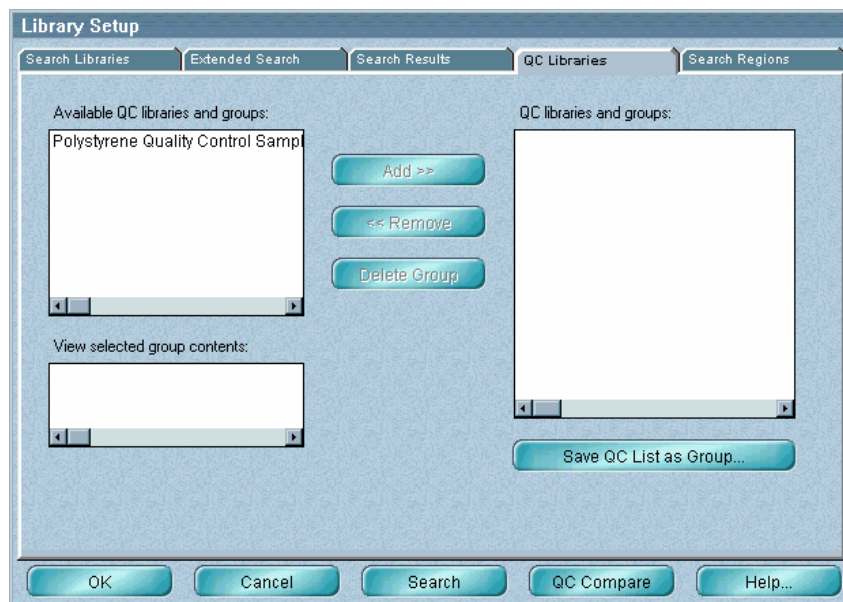 Library Setup
Search Libraries
Extended Search
Search Results
QC Libraries
Search Regions
Available QC libraries and groups:
Polystyrene Quality Control Sampl
Add >>
<< Remove
Delete Group
View selected group contents:
QC libraries and groups:
Save QC List as Group...
OK
Cancel
Search
QC Compare
Help...